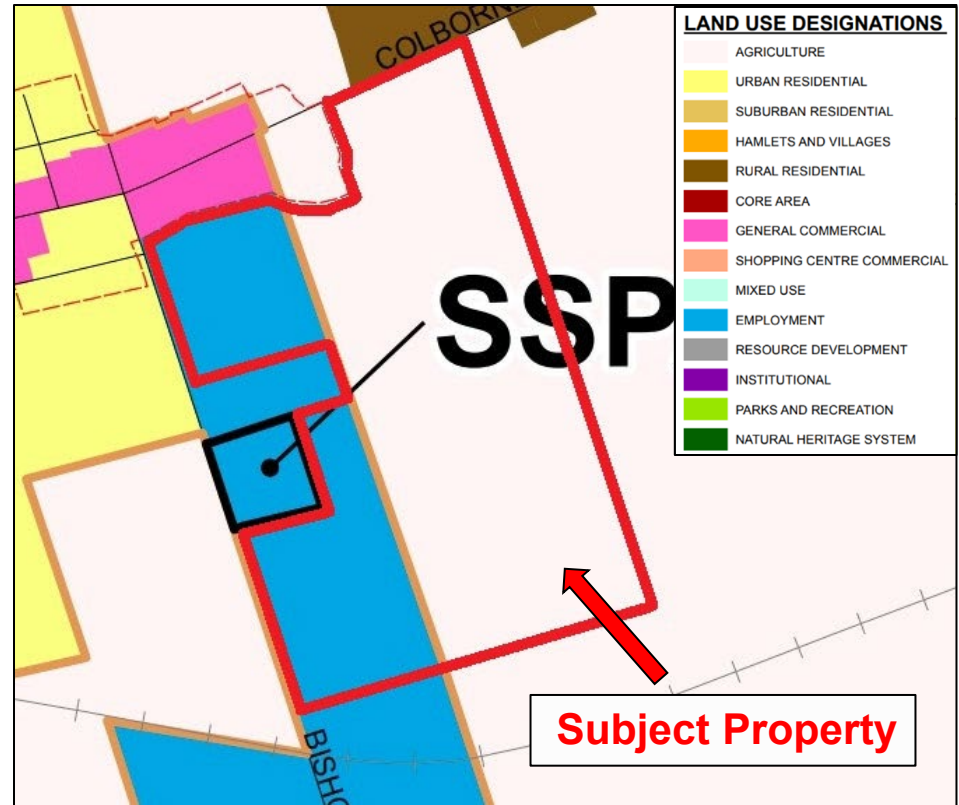 COLBORNE
LAND USE DESIGNATIONS
AGRICULTURE
URBAN RESIDENTIAL
SUBURBAN RESIDENTIAL
HAMLETS AND VILLAGES
RURAL RESIDENTIAL
CORE AREA
GENERAL COMMERCIAL
SHOPPING CENTRE COMMERCIAL
MIXED USE
EMPLOYMENT
RESOURCE DEVELOPMENT
INSTITUTIONAL
PARKS AND RECREATION
NATURAL HERITAGE SYSTEM
SSP
Subject Property